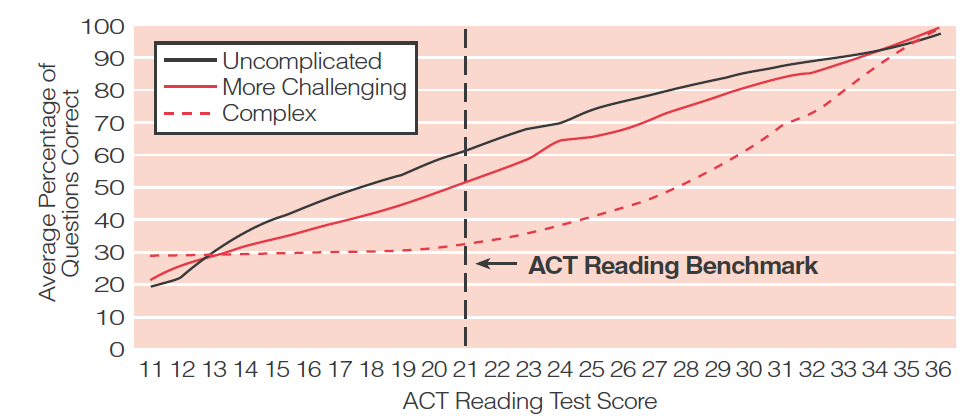 100
90
80
70
60
50
40
30
20
10
0
Average Percentage of
Questions Correct
Uncomplicated
More Challenging
Complex
ACT Reading Benchmark
11 12 13 14 15 16 17 18 19 20 21 22 23 24 25 26 27 28 29 30 31 32 33 34 35 36
ACT Reading Test Score